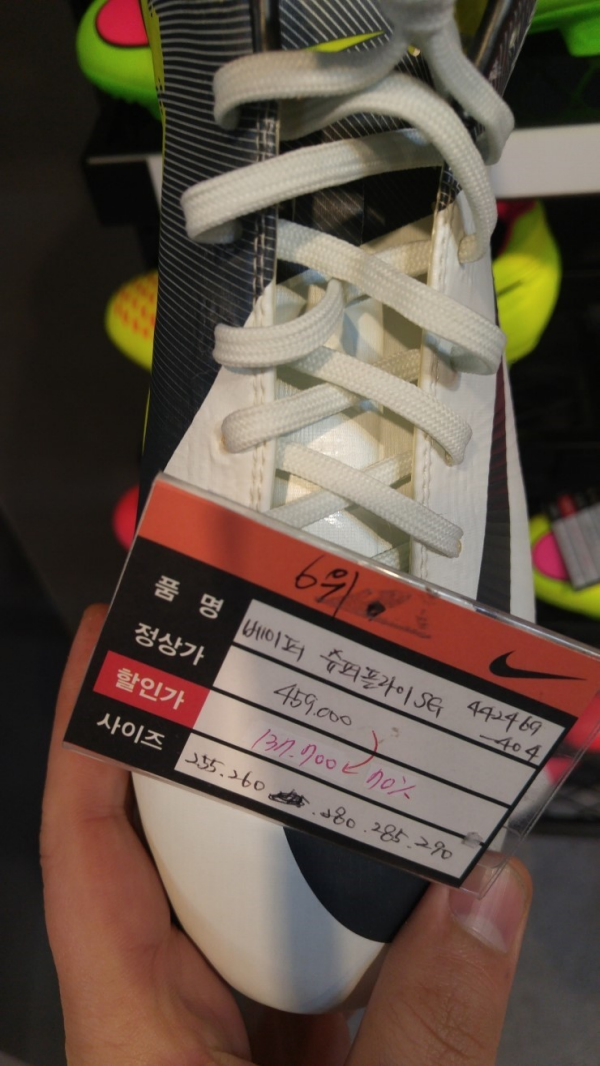 6위
품명 베이퍼 슈퍼플라이 SG 442469
-404
정상가 459.000
할인가 137.700 70%
사이즈 255.260 .280.285.290